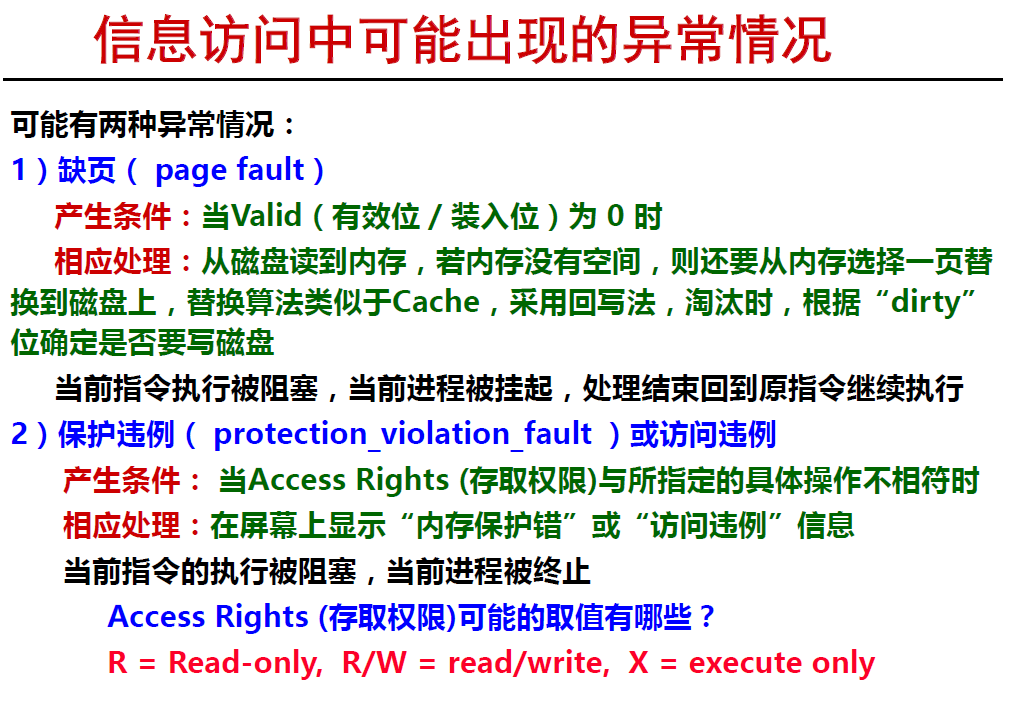 信息访问中可能出现的异常情况
可能有两种异常情况：
1）缺页（ page fault）
产生条件：当Valid（有效位 / 装入位）为 0 时
相应处理：从磁盘读到内存，若内存没有空间，则还要从内存选择一页替
换到磁盘上，替换算法类似于Cache，采用回写法，淘汰时，根据“dirty”
位确定是否要写磁盘
当前指令执行被阻塞，当前进程被挂起，处理结束回到原指令继续执行
2）保护违例（ protection_violation_fault ）或访问违例
产生条件： 当Access Rights (存取权限)与所指定的具体操作不相符时
相应处理：在屏幕上显示“内存保护错”或“访问违例”信息
当前指令的执行被阻塞，当前进程被终止
Access Rights (存取权限)可能的取值有哪些？
R = Read-only, R/W = read/write, X = execute only